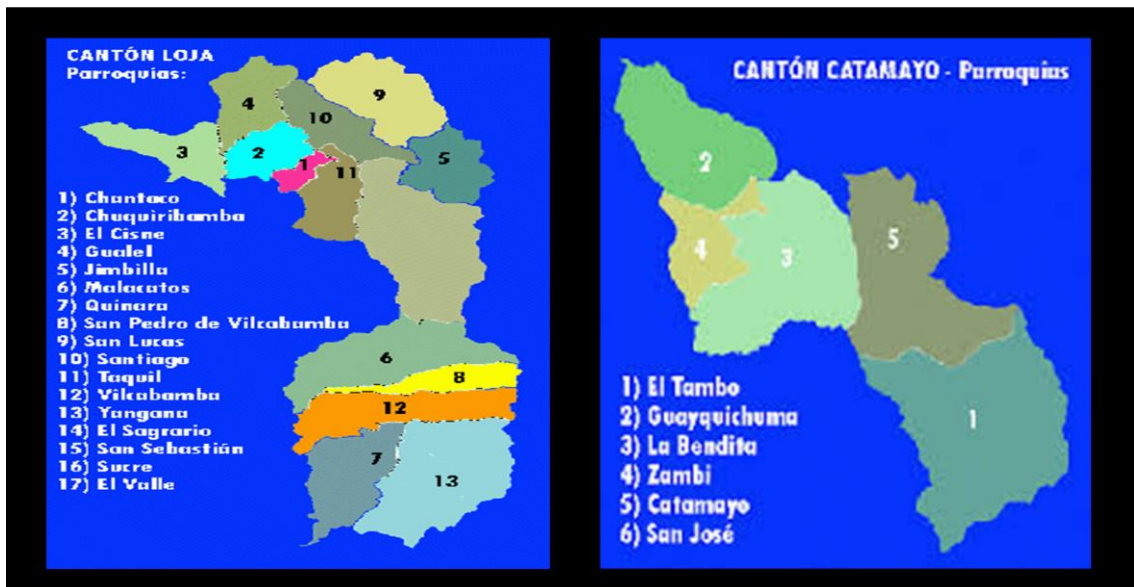 CANTÓN LOJA
Parroquias:
9
4
10
3
2
1
11
5
1) Chantaco
2) Chuquiribamba
3) El Cisne
4) Gualel
5) Jimbilla
6) Malacatos
7) Quinara
8) San Pedro de Vilcabamba
9) San Lucas
10) Santiago
11) Taquil
12) Vilcabamba
13) Yangana
14) El Sagrario
15) San Sebastián
16) Sucre
17) El Valle
6
8
12
7
13
CANTÓN CATAMAYO - Parroquias
2
4
3
5
1
1) El Tambo
2) Guayquichuma
3) La Bendita
4) Zambi
5) Catamayo
6) San José